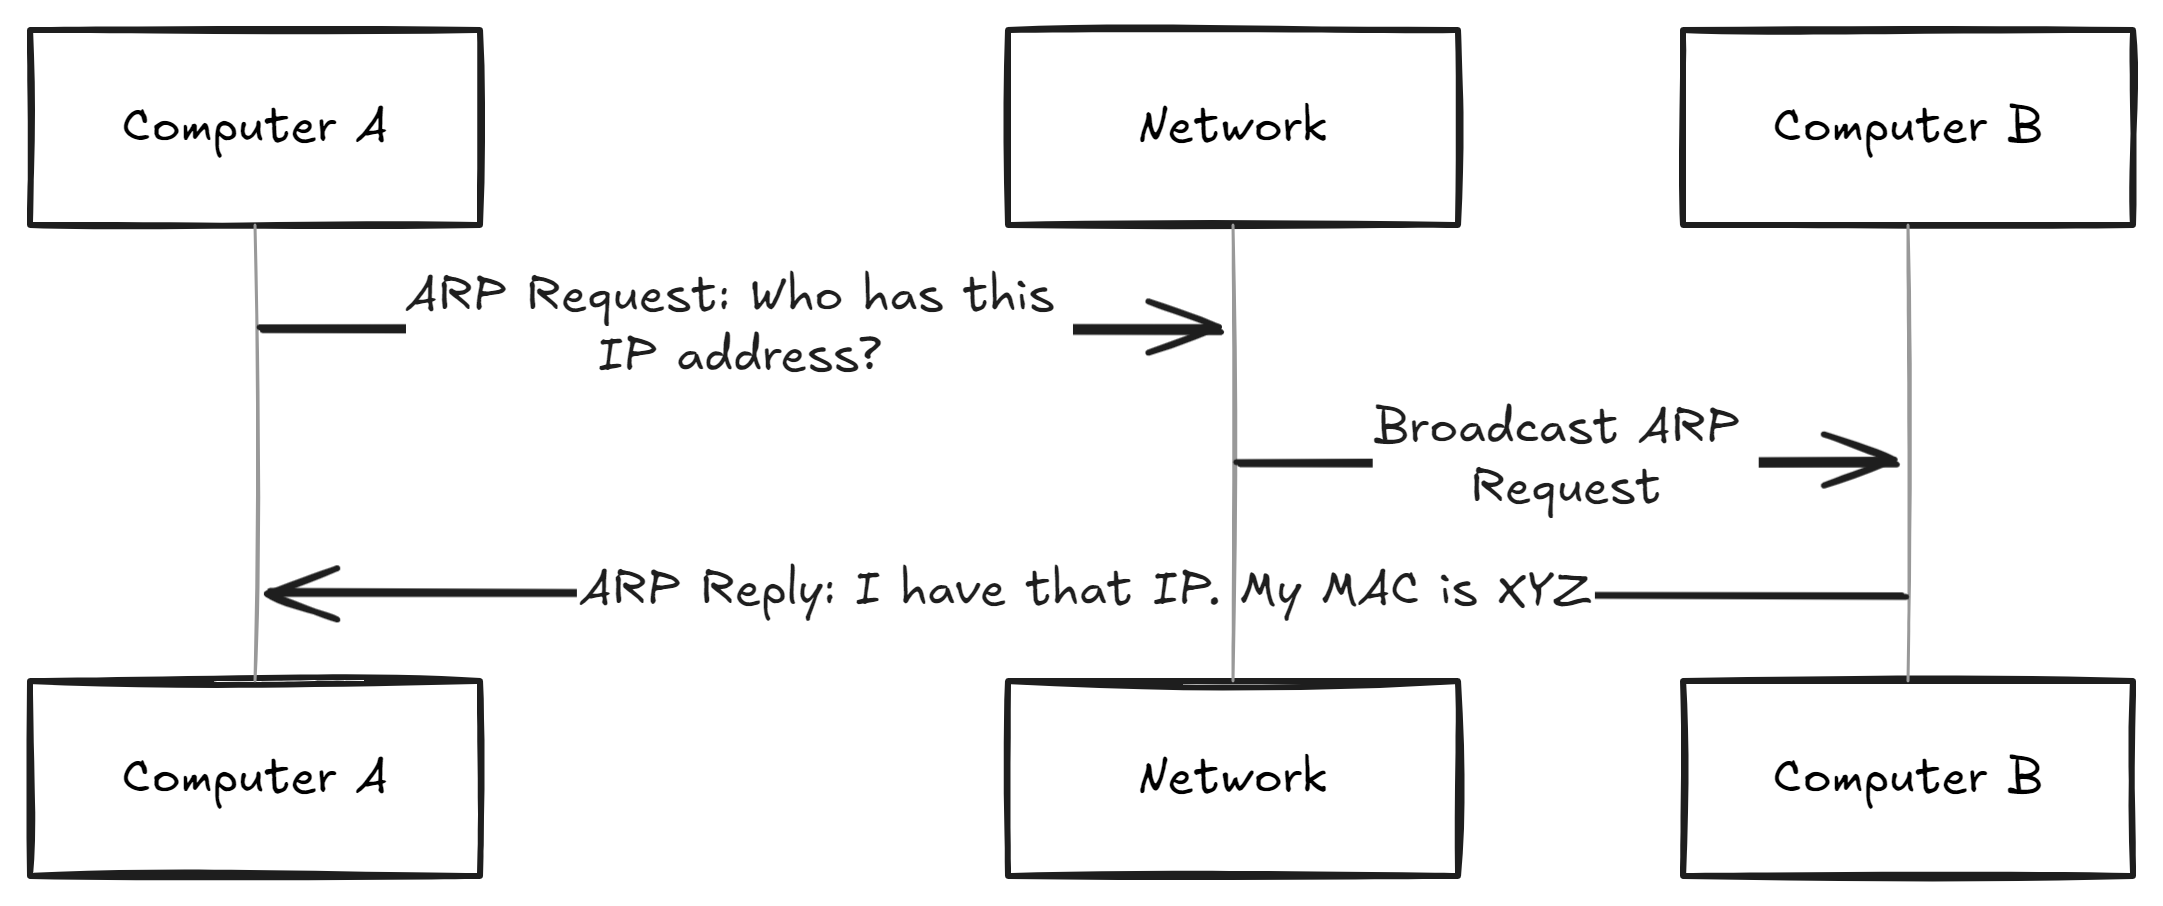 Computer A
Network
Computer B
ARP Request: Who has this
IP address?
Broadcast ARP
Request
ARP Reply: I have that IP. My MAC is XYZ
Computer A
Network
Computer B